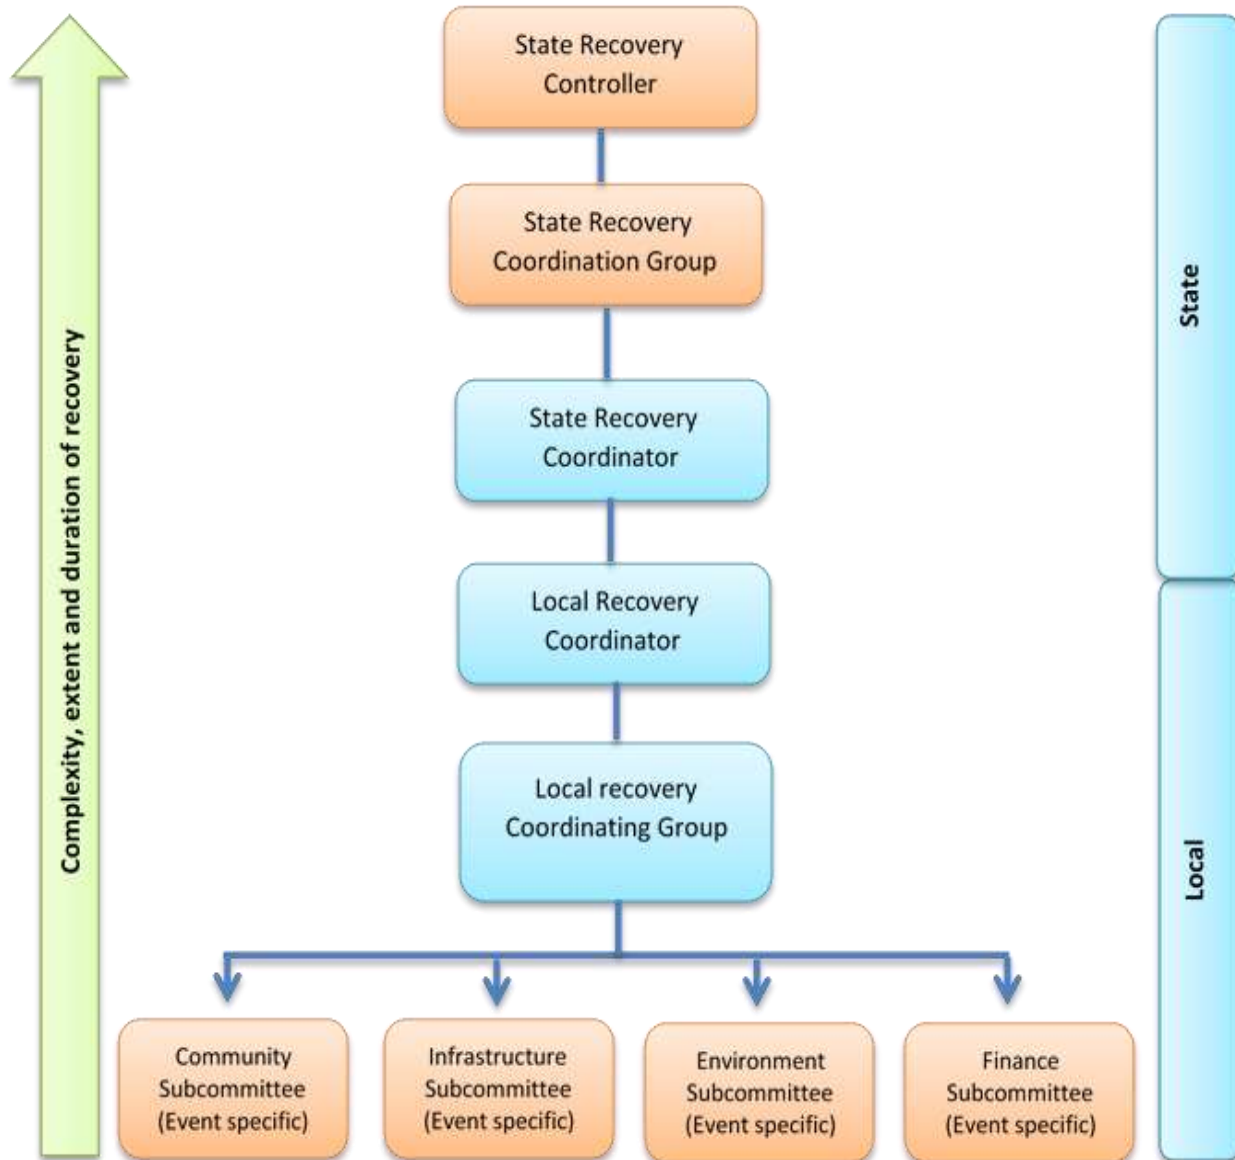 State Recovery
Controller
State Recovery
Coordination Group
State Recovery
Coordinator
Local Recovery
Coordinator
Local recovery
Coordinating Group
Community
Subcommittee
(Event specific)
Infrastructure
Subcommittee
(Event specific)
Environment
Subcommittee
(Event specific)
Finance
Subcommittee
(Event specific)
Complexity, extent and duration of recovery
State
Local